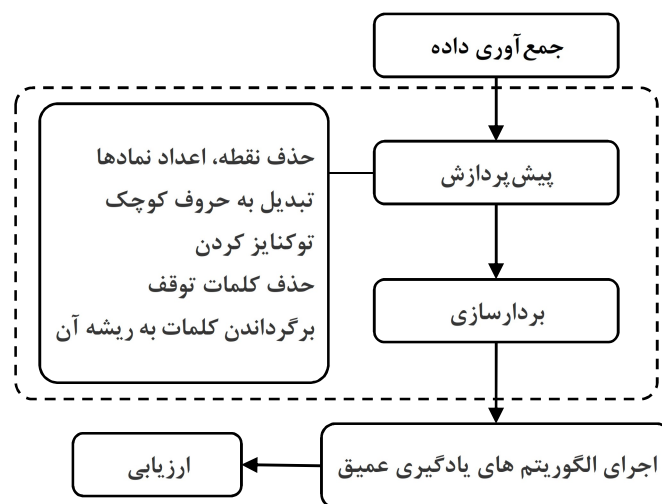 جمع‌آوری داده
پیش‌پردازش
حذف نقطه، اعداد نمادها
تبدیل به حروف کوچک
توکنایز کردن
حذف کلمات توقف
برگرداندن کلمات به ریشه آن
بردارسازی
اجرای الگوریتم های یادگیری عمیق
ارزیابی